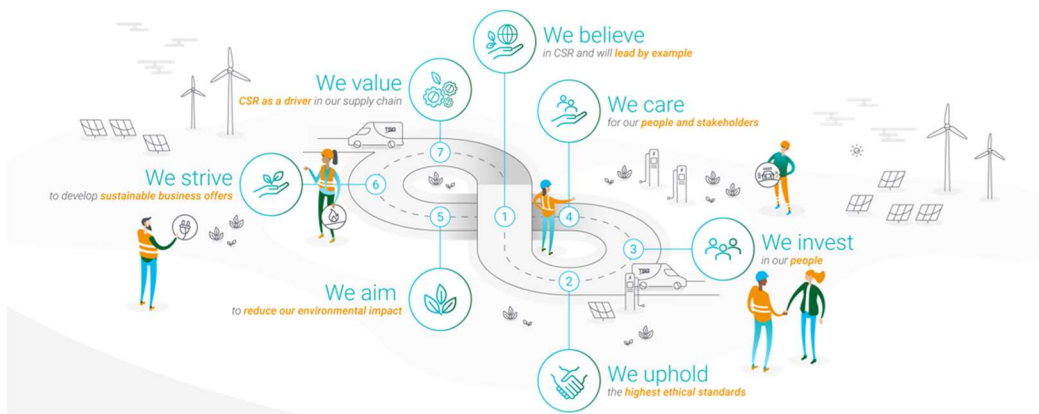 We believe
in CSR and will lead by example
We value
CSR as a driver in our supply chain
We care
for our people and stakeholders
7
We strive
to develop sustainable business offers
6
5
1
4
3
We invest
in our people
2
We aim
to reduce our environmental impact
We uphold
the highest ethical standards